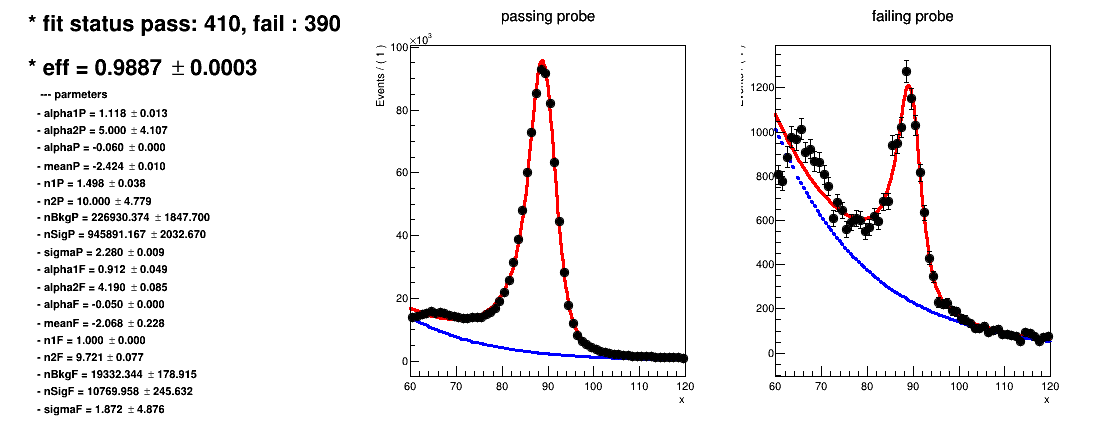 * fit status pass: 410, fail : 390
* eff = 0.9887 ± 0.0003
--- parmeters
- alpha1P = 1.118 ± 0.013
- alpha2P = 5.000 ± 4.107
- alphaP = -0.060 ± 0.000
- meanP = -2.424 ± 0.010
- n1P = 1.498 ± 0.038
- n2P = 10.000 ± 4.779
- nBkgP = 226930.374 ± 1847.700
- nSigP = 945891.167 ± 2032.670
- sigmaP = 2.280 ± 0.009
- alpha1F = 0.912 ± 0.049
- alpha2F = 4.190 ± 0.085
- alphaF = -0.050 ± 0.000
- meanF = -2.068 ± 0.228
- n1F = 1.000 ± 0.000
- n2F = 9.721 ± 0.077
- nBkgF = 19332.344 ± 178.915
- nSigF = 10769.958 ± 245.632
- sigmaF = 1.872 ± 4.876
passing probe
×10³
Events / ( 1 )
100
80
60
40
20
0
60 70 80 90 100 110 120
x
failing probe
Events / ( 1 )
1200
1000
800
600
400
200
0
60 70 80 90 100 110 120
x